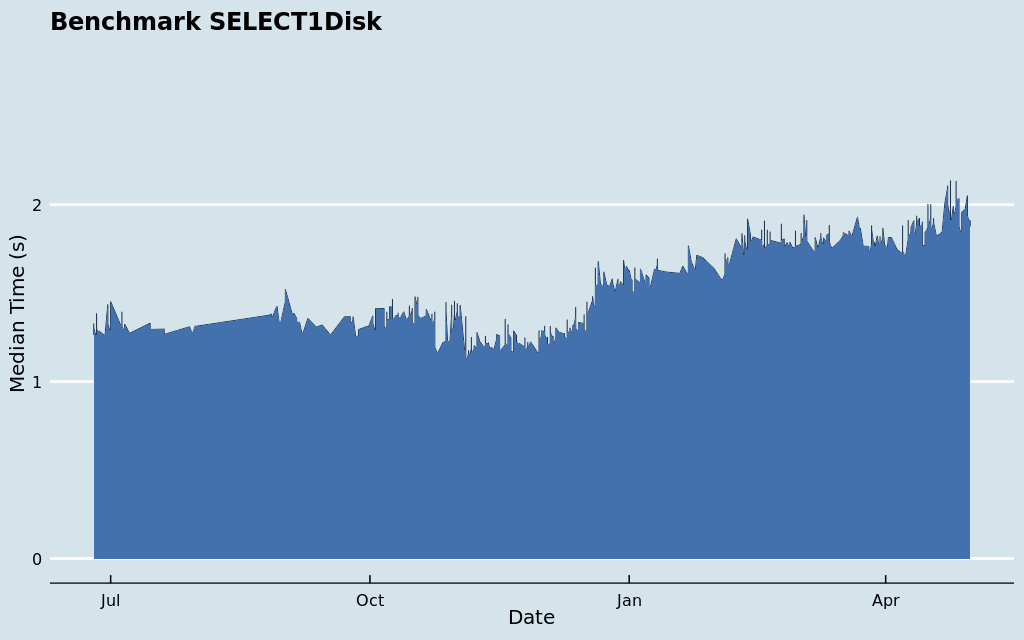 Benchmark SELECT1Disk
Median Time (s)
2
1
0
Jul
Oct
Jan
Apr
Date